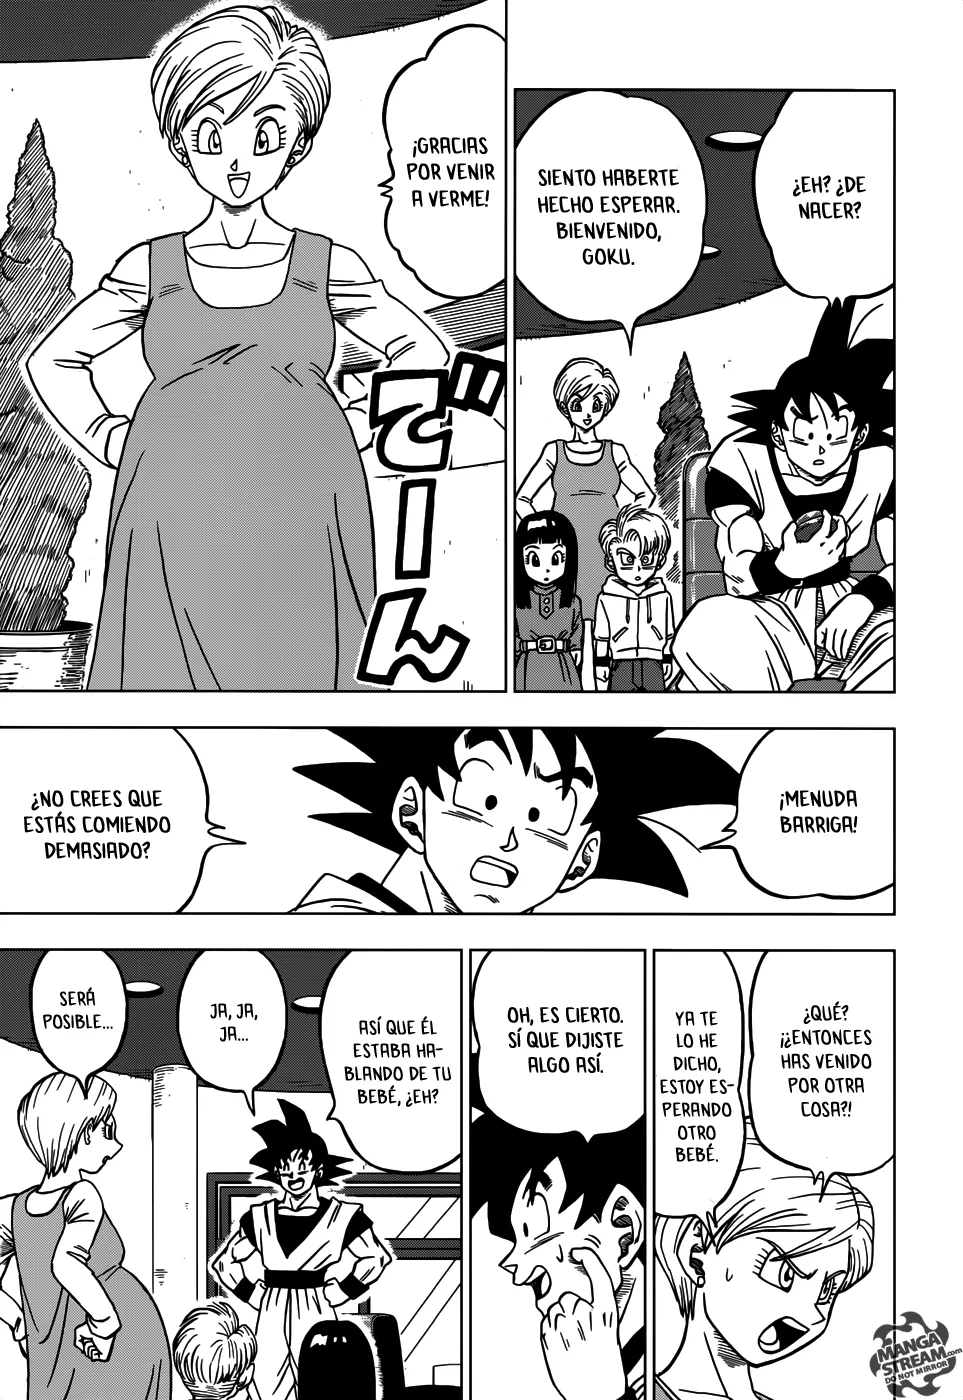 ¿EH? ¿DE
NACER?
SIENTO HABERTE
HECHO ESPERAR.
BIENVENIDO,
GOKU.
¡GRACIAS
POR VENIR
A VERME!
でーん
¡MENUDA
BARRIGA!
¿NO CREES QUE
ESTÁS COMIENDO
DEMASIADO?
¿QUÉ?
¡¿ENTONCES
HAS VENIDO
POR OTRA
COSA?!
YA TE
LO HE
DICHO,
ESTOY ES-
PERANDO
OTRO
BEBÉ.
OH, ES CIERTO.
SÍ QUE DIJISTE
ALGO ASÍ.
ASÍ QUE ÉL
ESTABA HA-
BLANDO DE TU
BEBÉ, ¿EH?
JA, JA,
JA...
SERÁ
POSIBLE...
MANGA
STREAM.com
DO NOT MIRROR